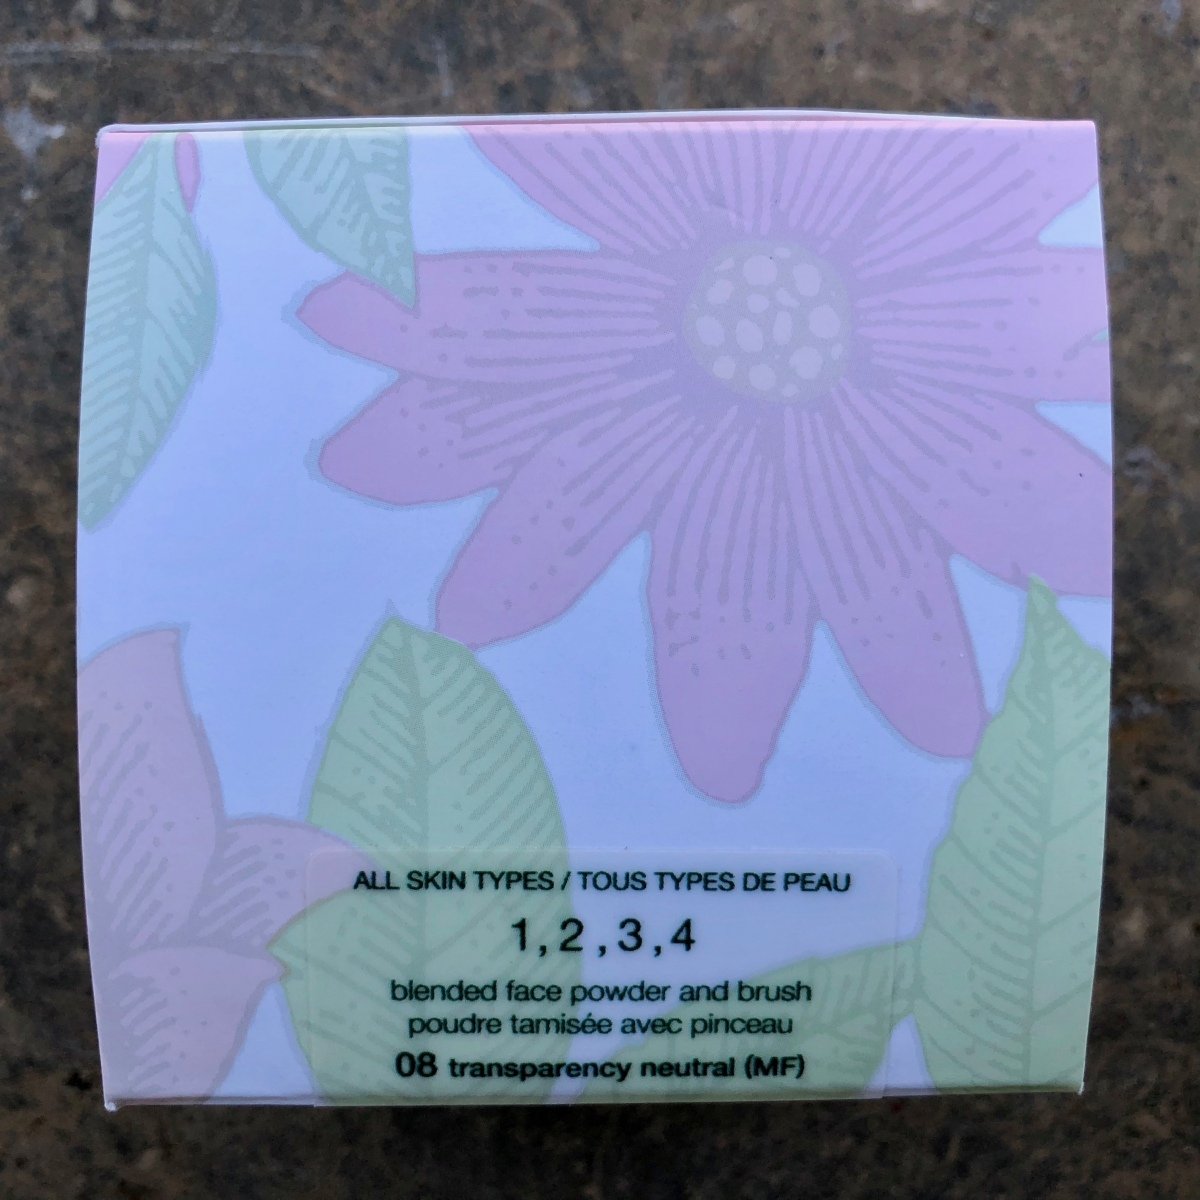 ALL SKIN TYPES / TOUS TYPES DE PEAU
1,2,3,4
blended face powder and brush
poudre tamisée avec pinceau
08 transparency neutral (MF)